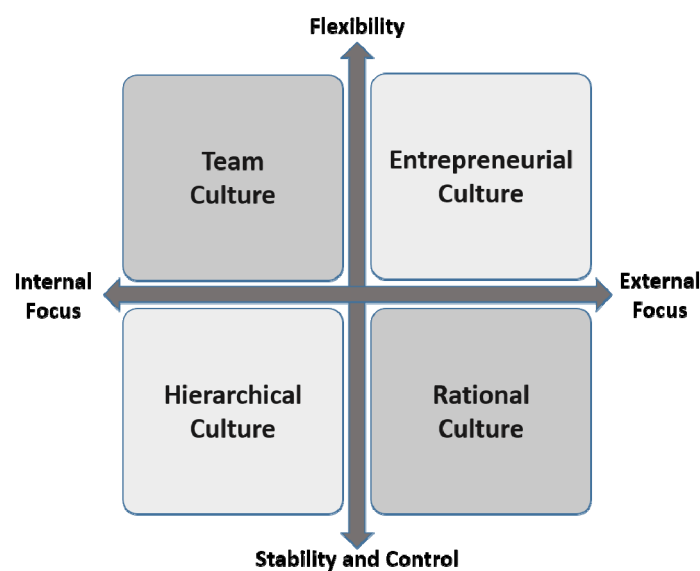 Flexibility
Team
Culture
Entrepreneurial
Culture
Internal
Focus
External
Focus
Hierarchical
Culture
Rational
Culture
Stability and Control